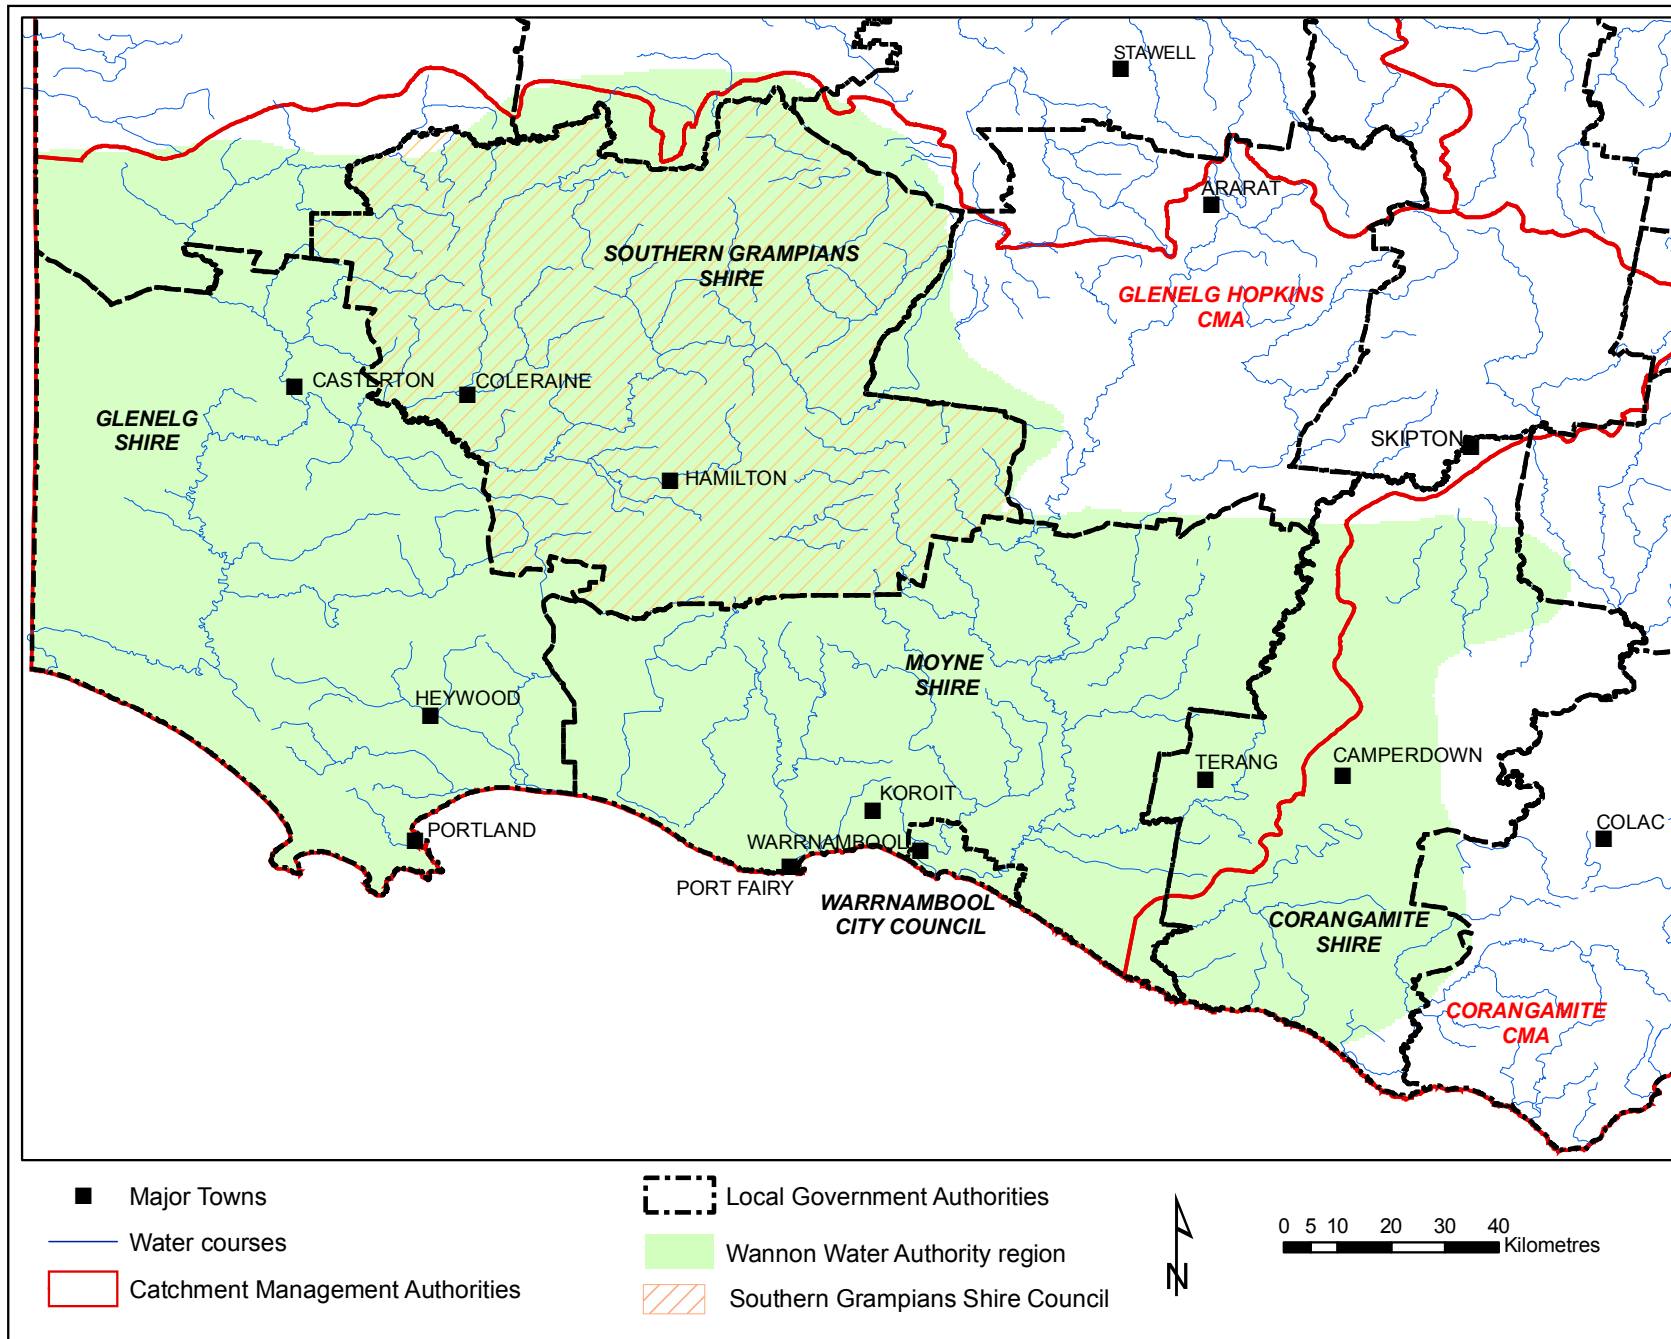 STAWELL
ARARAT
SOUTHERN GRAMPIANS
SHIRE
GLENELG HOPKINS
CMA
CASTERTON
COLERAINE
GLENELG
SHIRE
SKIPTON
HAMILTON
MOYNE
SHIRE
HEYWOOD
TERANG
CAMPERDOWN
KOROIT
PORTLAND
WARRNAMBOOL
COLAC
PORT FAIRY
WARRNAMBOOL
CITY COUNCIL
CORANGAMITE
SHIRE
CORANGAMITE
CMA
Major Towns
Water courses
Catchment Management Authorities
Local Government Authorities
Wannon Water Authority region
Southern Grampians Shire Council
N
0 5 10 20 30 40
Kilometres